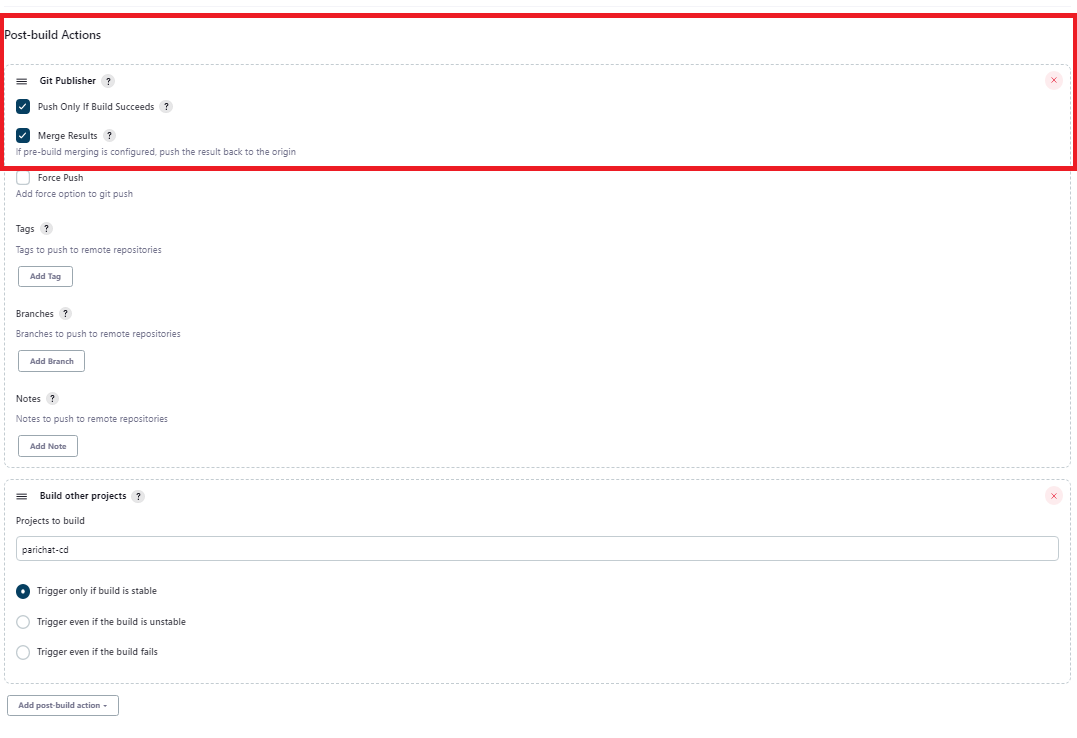 Post-build Actions
Git Publisher ?
Push Only If Build Succeeds ?
Merge Results ?
If pre-build merging is configured, push the result back to the origin
Force Push
Add force option to git push
Tags ?
Tags to push to remote repositories
Add Tag
Branches ?
Branches to push to remote repositories
Add Branch
Notes ?
Notes to push to remote repositories
Add Note
Build other projects ?
Projects to build
parichat-cd
Trigger only if build is stable
Trigger even if the build is unstable
Trigger even if the build fails
Add post-build action